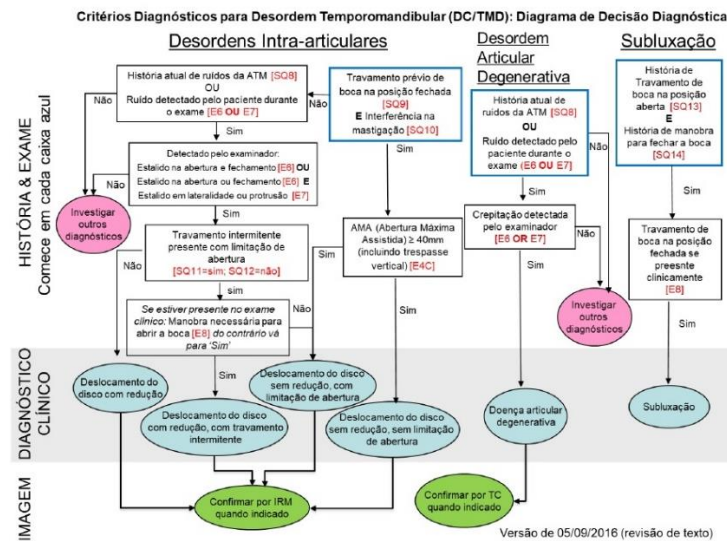 Critérios Diagnósticos para Desordem Temporomandibular (DC/TMD): Diagrama de Decisão Diagnóstica
Desordens Intra-articulares
Desordem
Articular
Degenerativa
Subluxação
HISTÓRIA & EXAME
Comece em cada caixa azul
História atual de ruídos da ATM [SQ8]
OU
Ruído detectado pelo paciente durante
o exame [E6 OU E7]
Não
Sim
Travamento prévio de
boca na posição fechada
[SQ9]
E Interferência na
mastigação [SQ10]
Não
Sim
Detectado pelo examinador:
Estalido na abertura e fechamento [E6] OU
Estalido na abertura ou fechamento [E6] E
Estalido em lateralidade ou protrusão [E7]
Não
Sim
Investigar
outros
diagnósticos
Travamento intermitente
presente com limitação de
abertura
[SQ11=sim; SQ12=não]
Não
sim
Se estiver presente no exame
clínico: Manobra necessária para
abrir a boca [E8] do contrário vá
para 'Sim'
Não
Sim
AMA (Abertura Máxima
Assistida) ≥ 40mm
(incluindo trespasse
vertical) [E4C]
Não
Sim
História atual de
ruídos da ATM [SQ8]
OU
Ruído detectado pelo
paciente durante o
exame (E6 OU E7]
Não
Sim
Crepitação detectada
pelo examinador
[E6 OR E7]
Não
Sim
Investigar
outros
diagnósticos
História de
Travamento de
boca na posição
aberta [SQ13]
E
História de manobra
para fechar a boca
[SQ14]
Sim
Travamento de
boca na posição
fechada se
preesnte
clinicamente
[E8]
Sim
DIAGNÓSTICO
CLÍNICO
Deslocamento do
disco com redução
Deslocamento do disco
com redução, com travamento
intermitente
Deslocamento do disco
sem redução, com
limitação de abertura
Deslocamento do disco
sem redução, sem limitação
de abertura
Doença articular
degenerativa
Subluxação
IMAGEM
Confirmar por IRM
quando indicado
Confirmar por TC
quando indicado
Versão de 05/09/2016 (revisão de texto)